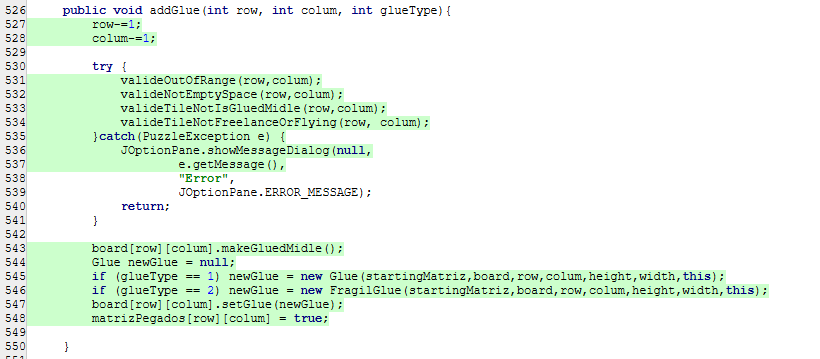 526 public void addGlue(int row, int colum, int glueType){
527 row-=1;
528 colum-=1;
529
530 try {
531 valideOutOfRange(row,colum);
532 valideNotEmptySpace(row,colum);
533 valideTileNotIsGluedMidle(row,colum);
534 valideTileNotFreelanceOrFlying(row, colum);
535 }catch(PuzzleException e) {
536 JOptionPane.showMessageDialog(null,
537 e.getMessage(),
538 "Error",
539 JOptionPane.ERROR_MESSAGE);
540 return;
541 }
542
543 board[row][colum].makeGluedMidle();
544 Glue newGlue = null;
545 if (glueType == 1) newGlue = new Glue(startingMatriz,board,row,colum,height,width,this);
546 if (glueType == 2) newGlue = new FragilGlue(startingMatriz,board,row,colum,height,width,this);
547 board[row][colum].setGlue(newGlue);
548 matrizPegados[row][colum] = true;
549
550 }